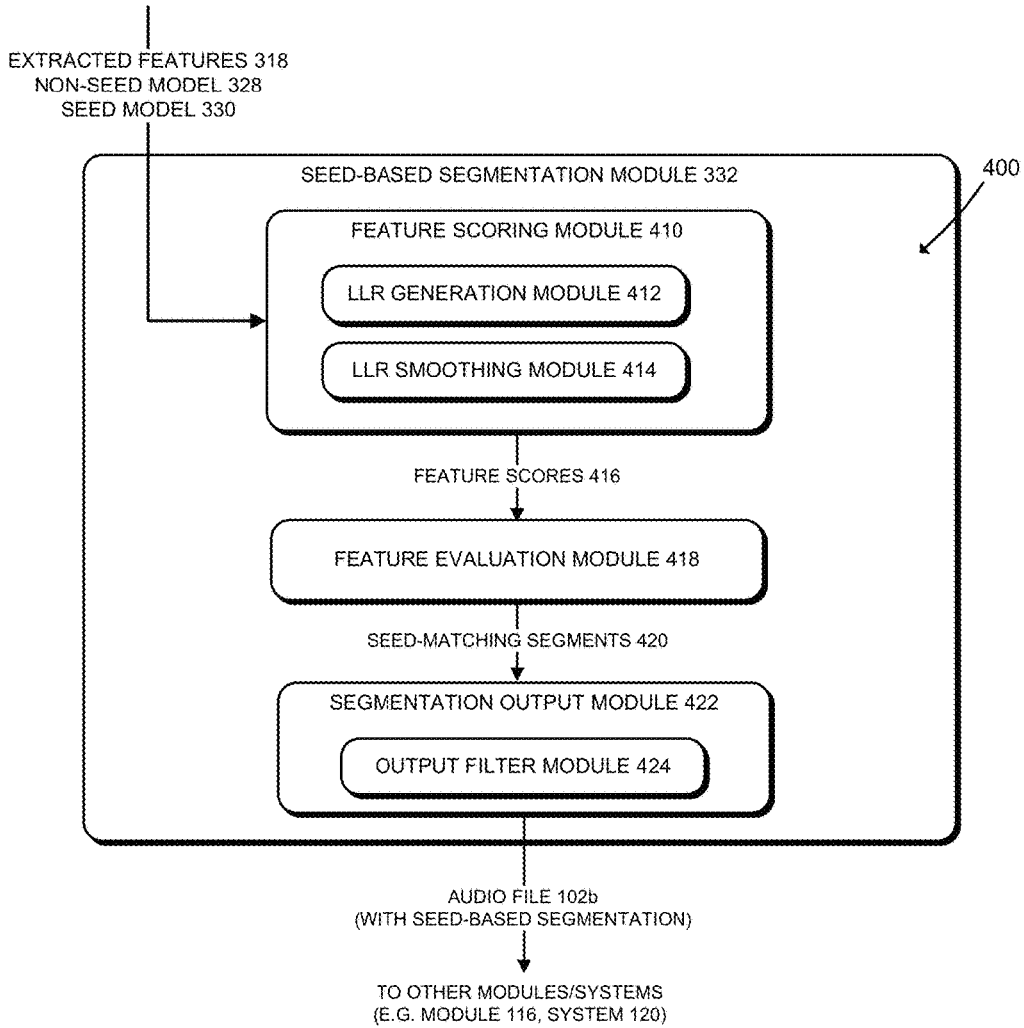 EXTRACTED FEATURES 318
NON-SEED MODEL 328
SEED MODEL 330
SEED-BASED SEGMENTATION MODULE 332
400
FEATURE SCORING MODULE 410
LLR GENERATION MODULE 412
LLR SMOOTHING MODULE 414
FEATURE SCORES 416
FEATURE EVALUATION MODULE 418
SEED-MATCHING SEGMENTS 420
SEGMENTATION OUTPUT MODULE 422
OUTPUT FILTER MODULE 424
AUDIO FILE 102b
(WITH SEED-BASED SEGMENTATION)
TO OTHER MODULES/SYSTEMS
(E.G. MODULE 116, SYSTEM 120)